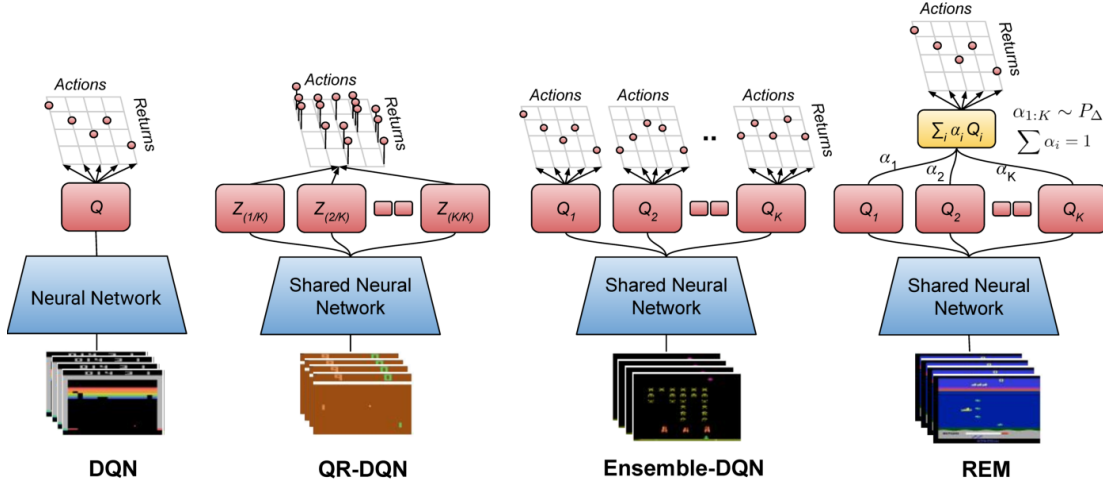 Actions
Returns
Q
Neural Network
DQN
Actions
Returns
Z(1/K)
Z(2/K)
Z(K/K)
Shared Neural
Network
QR-DQN
Actions
Actions
Actions
..
Returns
Q1
Q2
QK
Shared Neural
Network
Ensemble-DQN
Actions
Returns
∑i αi Qi
α1:K ∼ PΔ
∑ αi = 1
α1
α2
αK
Q1
Q2
QK
Shared Neural
Network
REM